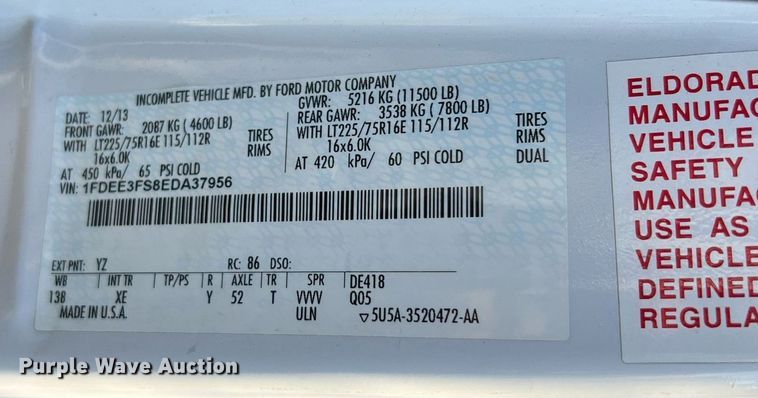 INCOMPLETE VEHICLE MFD. BY FORD MOTOR COMPANY
DATE: 12/13 GVWR: 5216 KG (11500 LB)
FRONT GAWR: 2087 KG ( 4600 LB) REAR GAWR: 3538 KG ( 7800 LB)
WITH LT225/75R16E 115/112R TIRES WITH LT225/75R16E 115/112R TIRES
16x6.0K RIMS 16x6.0K RIMS
AT 450 kPa/ 65 PSI COLD AT 420 kPa/ 60 PSI COLD DUAL
VIN: 1FDEE3FS8EDA37956
EXT PNT: YZ RC: 86 DSO:
WB INT TR TP/PS R AXLE TR SPR DE418
138 XE Y 52 T VVVV Q05
MADE IN U.S.A. ULN ▽5U5A-3520472-AA
ELDORAD
MANUFAC
VEHICLE
SAFETY
MANUFAC
USE AS
VEHICLE
DEFINED
REGULA
Purple Wave Auction